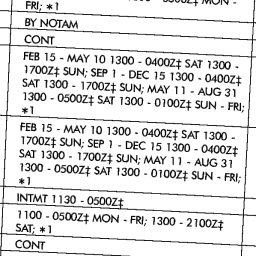 FRI; *1
BY NOTAM
CONT
FEB 15 - MAY 10 1300 - 0400Z‡ SAT 1300 -
1700Z‡ SUN; SEP 1 - DEC 15 1300 - 0400Z‡
SAT 1300 - 1700Z‡ SUN; MAY 11 - AUG 31
1300 - 0500Z‡ SAT 1300 - 0100Z‡ SUN - FRI;
*1
FEB 15 - MAY 10 1300 - 0400Z‡ SAT 1300 -
1700Z‡ SUN; SEP 1 - DEC 15 1300 - 0400Z‡
SAT 1300 - 1700Z‡ SUN; MAY 11 - AUG 31
1300 - 0500Z‡ SAT 1300 - 0100Z‡ SUN - FRI;
*1
INTMT 1130 - 0500Z‡
1100 - 0500Z‡ MON - FRI; 1300 - 2100Z‡
SAT; *1
CONT